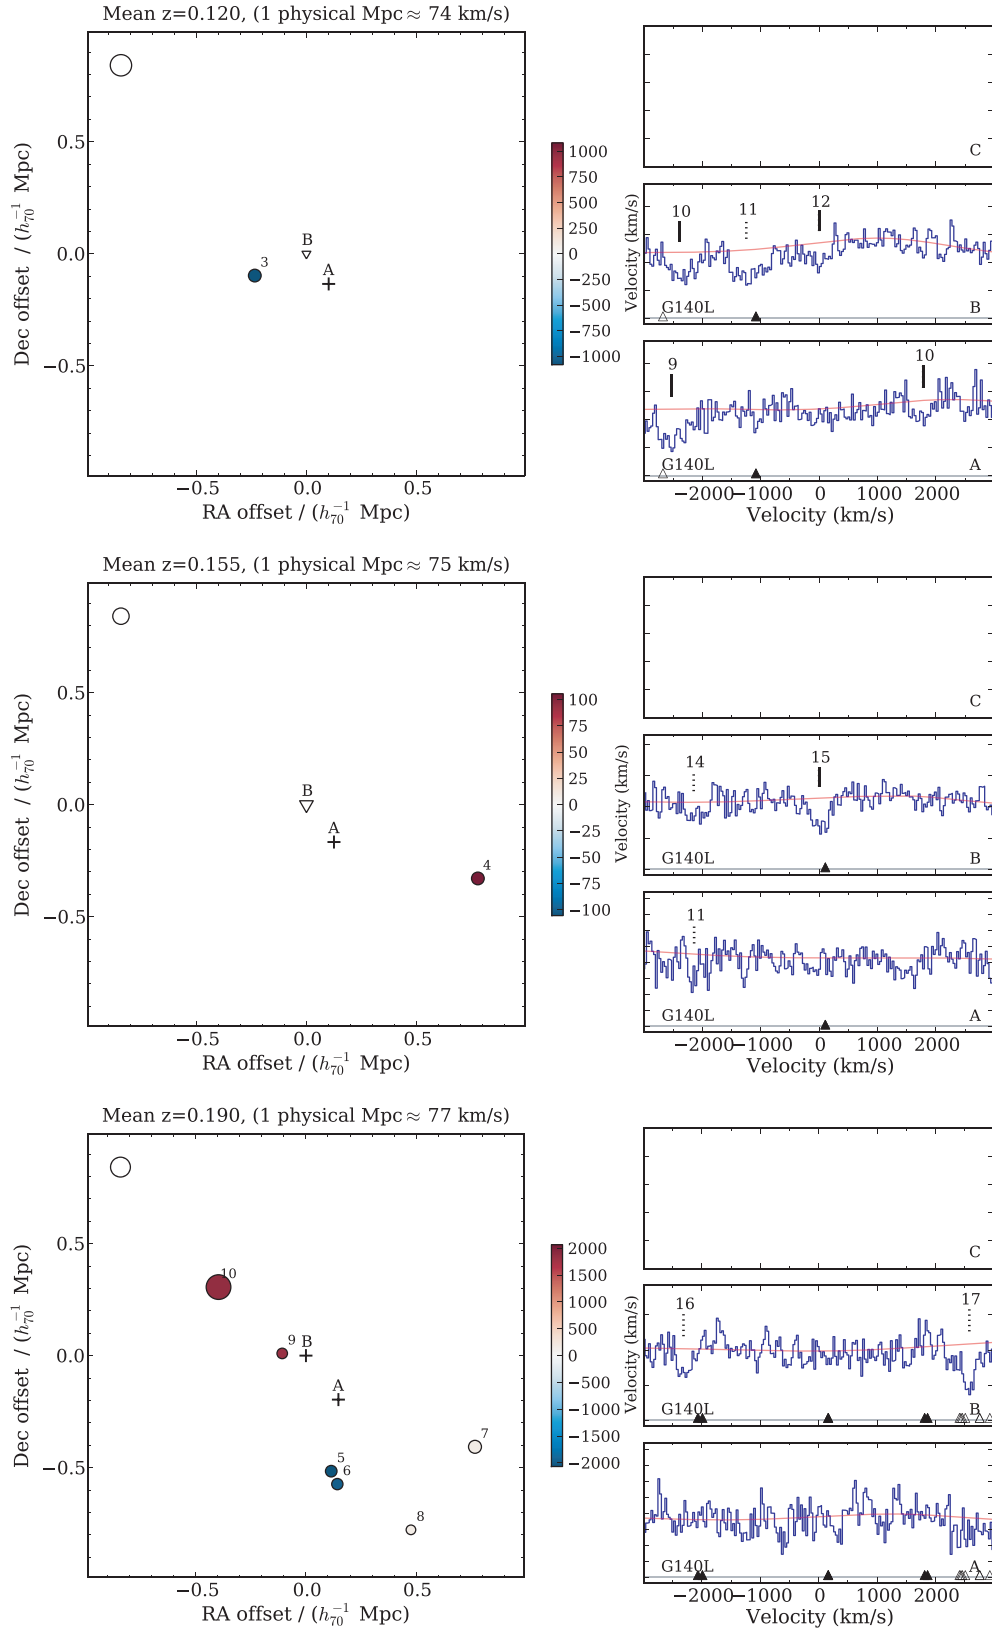 Mean z=0.120, (1 physical Mpc ≈ 74 km/s)
Dec offset / (h₇₀⁻¹ Mpc)
0.5
0.0
−0.5
−0.5 0.0 0.5
RA offset / (h₇₀⁻¹ Mpc)
B
A
3
1000
750
500
250
0
−250
−500
−750
−1000
Velocity (km/s)
C
10 11 12
G140L B
9 10
G140L A
−2000 −1000 0 1000 2000
Velocity (km/s)
Mean z=0.155, (1 physical Mpc ≈ 75 km/s)
Dec offset / (h₇₀⁻¹ Mpc)
0.5
0.0
−0.5
−0.5 0.0 0.5
RA offset / (h₇₀⁻¹ Mpc)
B
A
4
100
75
50
25
0
−25
−50
−75
−100
Velocity (km/s)
C
14 15
G140L B
11
G140L A
−2000 −1000 0 1000 2000
Velocity (km/s)
Mean z=0.190, (1 physical Mpc ≈ 77 km/s)
Dec offset / (h₇₀⁻¹ Mpc)
0.5
0.0
−0.5
−0.5 0.0 0.5
RA offset / (h₇₀⁻¹ Mpc)
10
9 B
A
7
5
6
8
2000
1500
1000
500
0
−500
−1000
−1500
−2000
Velocity (km/s)
C
16 17
G140L B
G140L A
−2000 −1000 0 1000 2000
Velocity (km/s)